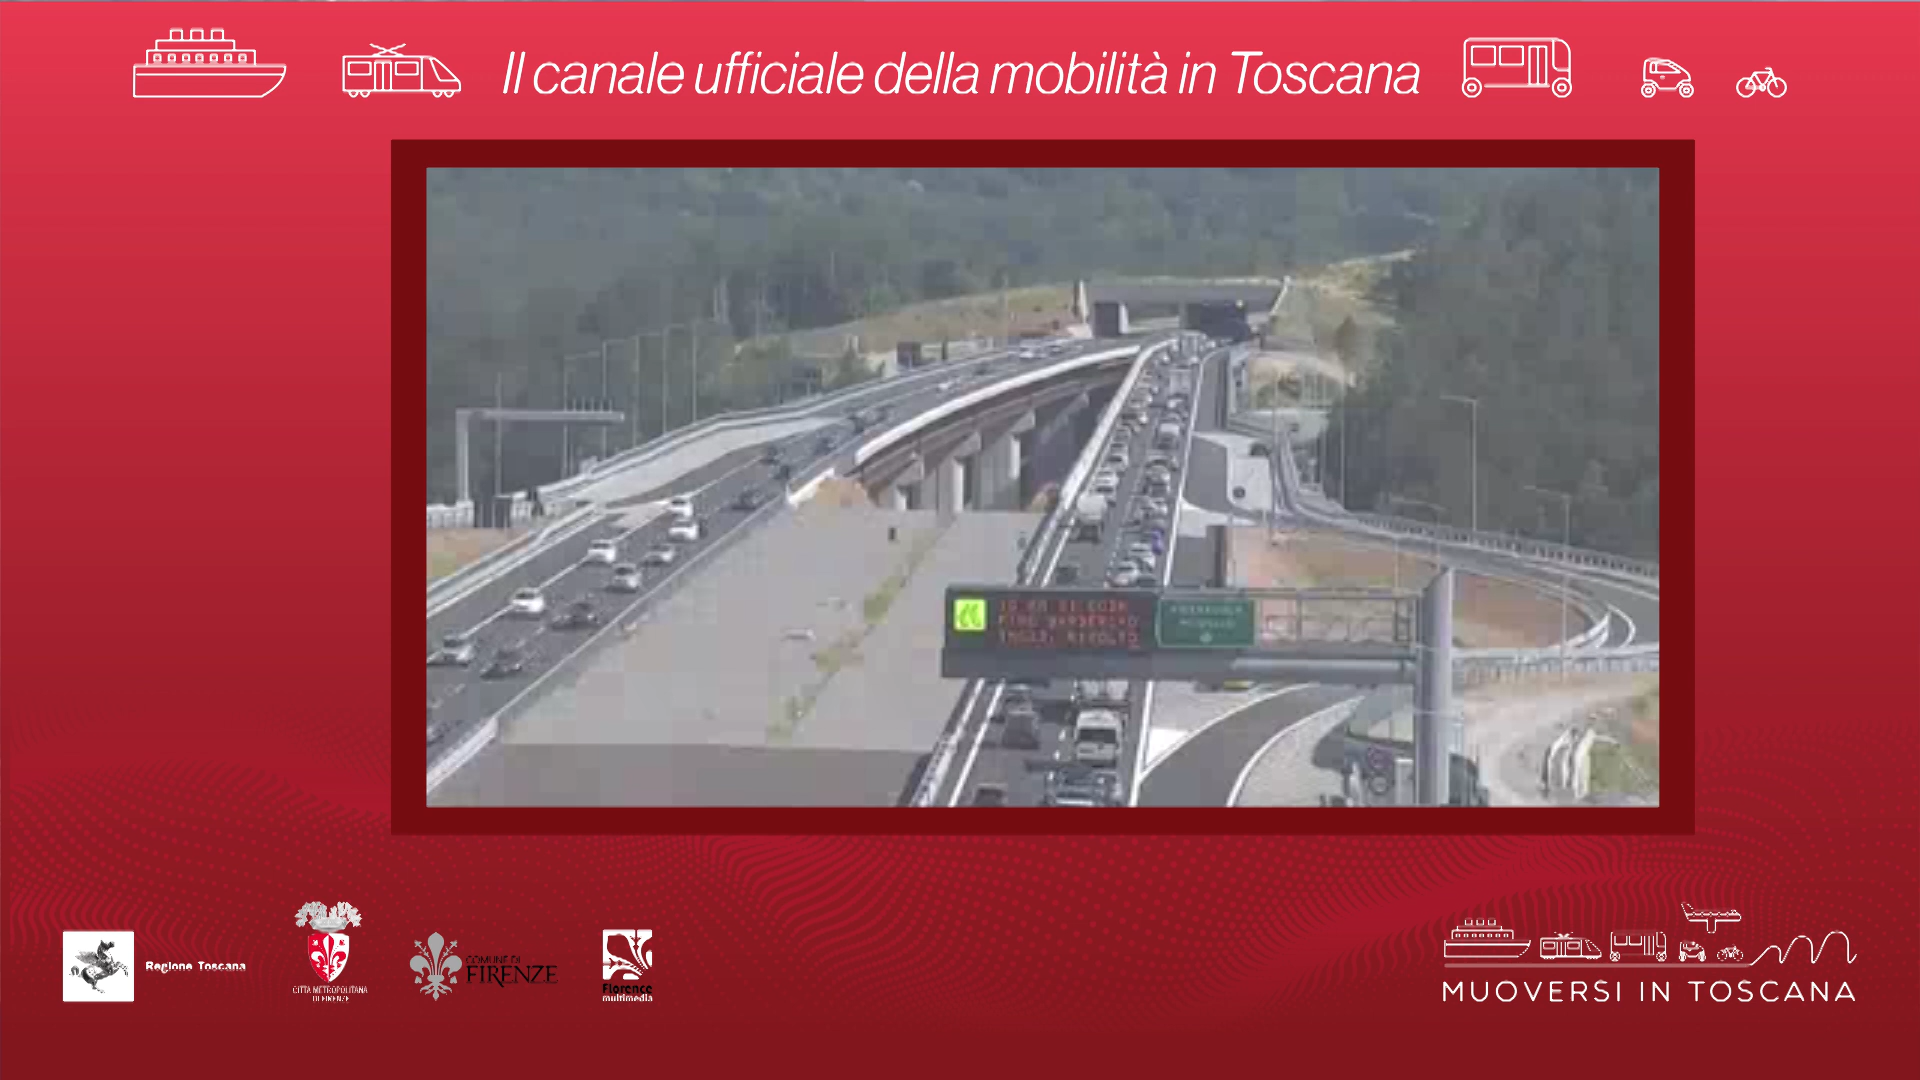 Il canale ufficiale della mobilità in Toscana
Regione Toscana
CITTÀ METROPOLITANA
DI FIRENZE
COMUNE DI
FIRENZE
Florence
multimedia
MUOVERSI IN TOSCANA